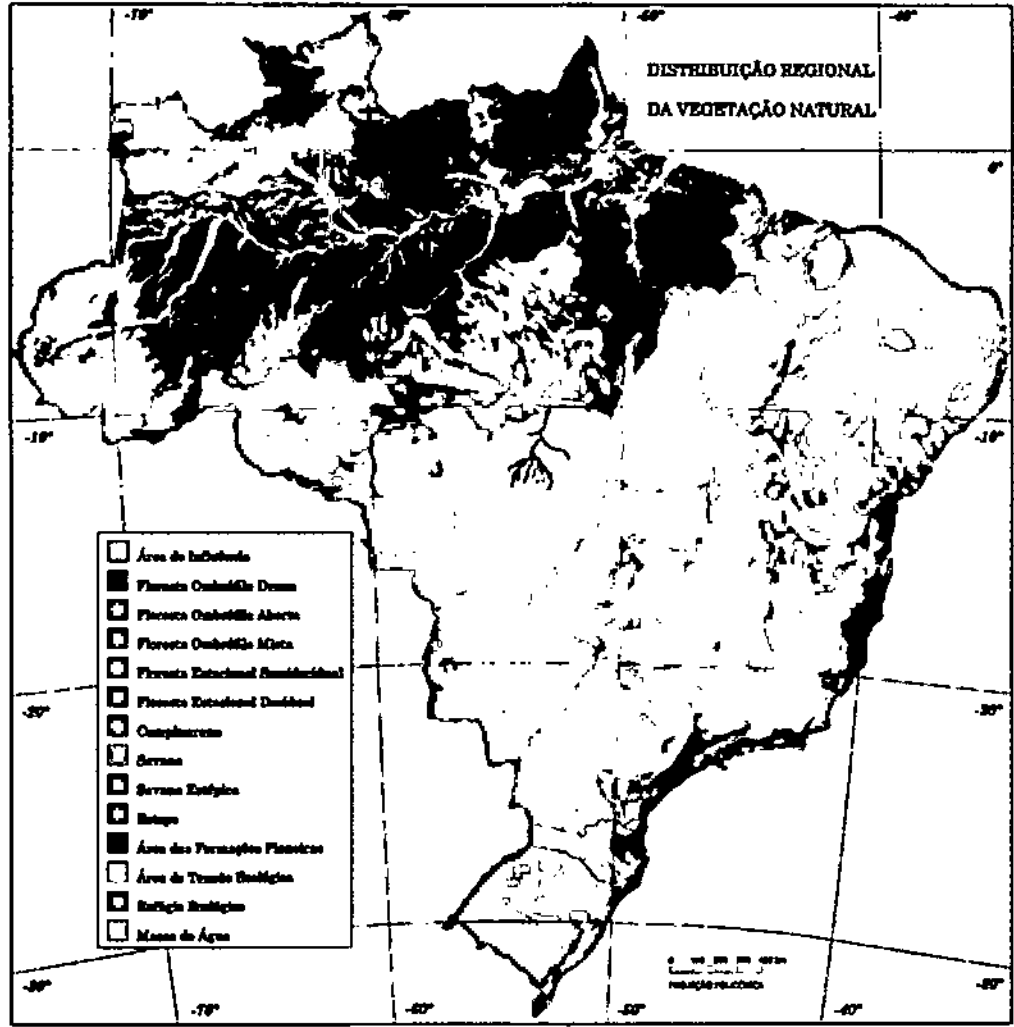 -70°
-60°
-50°
-40°
DISTRIBUIÇÃO REGIONAL
DA VEGETAÇÃO NATURAL
0°
-10°
-10°
Área de
Floresta Ombrófila Densa
Floresta Ombrófila Aberta
Floresta Ombrófila Mista
Floresta Estacional Semidecidual
Floresta Estacional Decidual
Campinarana
Savana
Savana Estépica
Estepe
Área das Formações Pioneiras
Área de Tensão Ecológica
Refúgio Ecológico
Massa de Água
-20°
-20°
-30°
-70°
-60°
-50°
-40°